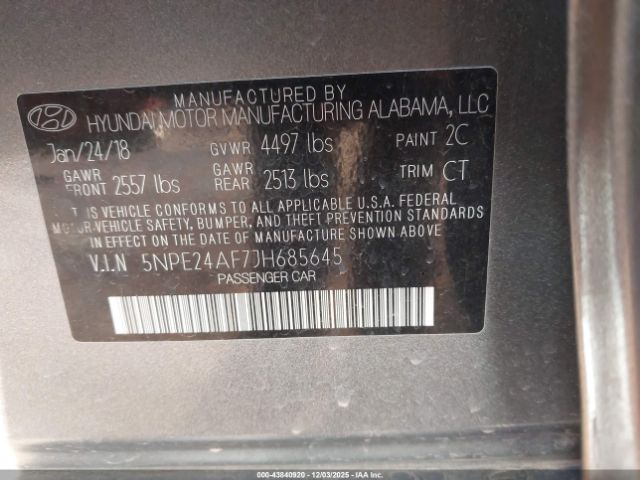 MANUFACTURED BY
HYUNDAI MOTOR MANUFACTURING ALABAMA, LLC
Jan/24/18 GVWR 4497 lbs PAINT 2C
GAWR FRONT 2557 lbs GAWR REAR 2513 lbs TRIM CT
THIS VEHICLE CONFORMS TO ALL APPLICABLE U.S.A. FEDERAL
MOTOR VEHICLE SAFETY, BUMPER, AND THEFT PREVENTION STANDARDS
IN EFFECT ON THE DATE OF MANUFACTURE SHOWN ABOVE
V.I.N 5NPE24AF7JH685645
PASSENGER CAR
000-43840920 - 12/03/2025 - IAAI.COM